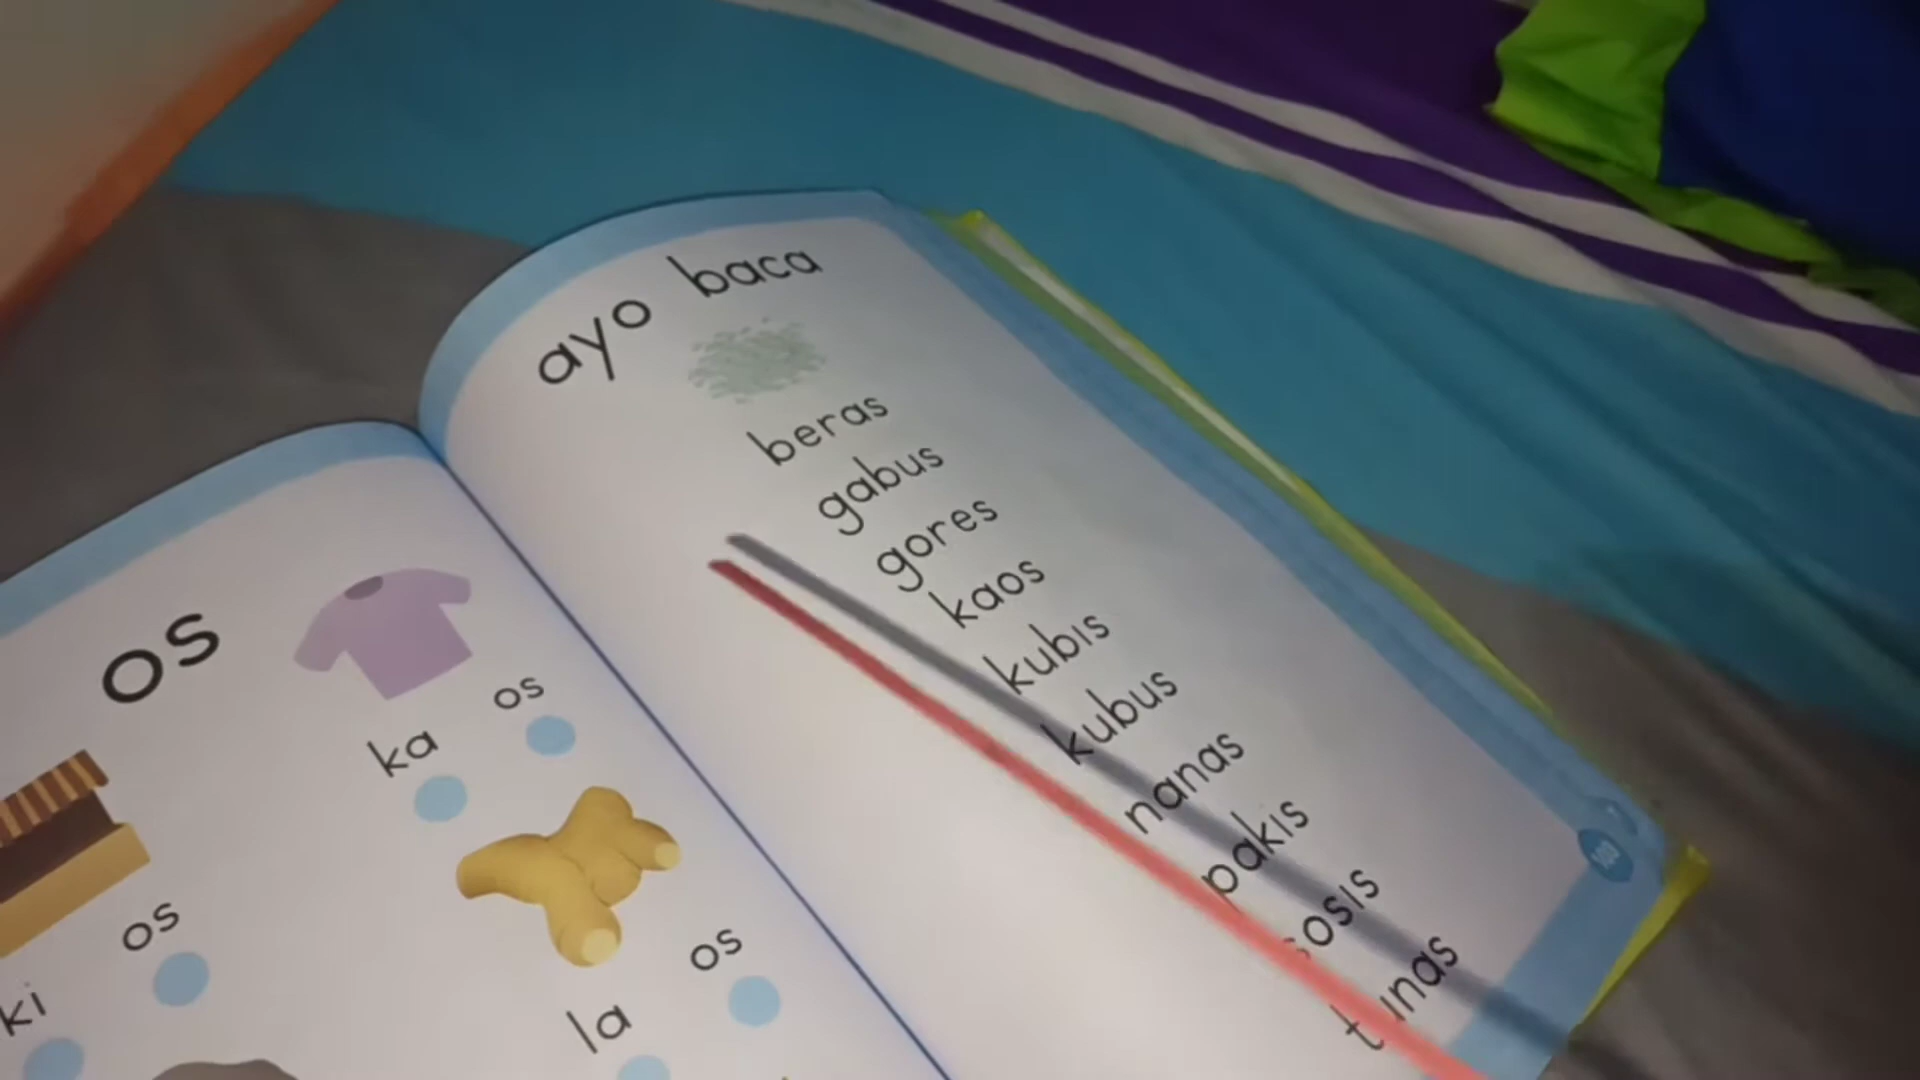 os
ka os
ki os
la os
ayo baca
beras
gabus
gores
kaos
kubis
kubus
nanas
pakis
sosis
tunas